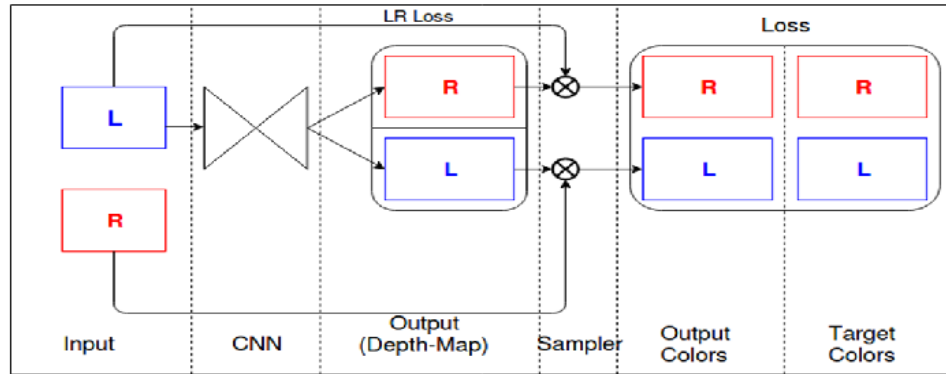 LR Loss
Loss
L
R
R
L
R
R
L
L
Input
CNN
Output
(Depth-Map)
Sampler
Output
Colors
Target
Colors